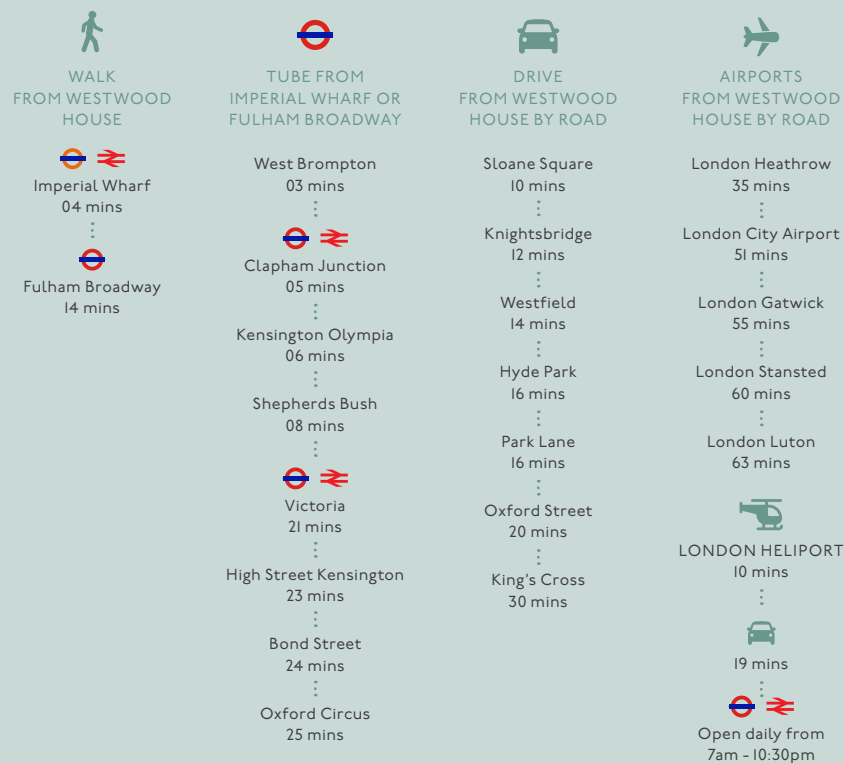 WALK
FROM WESTWOOD
HOUSE
Imperial Wharf
04 mins
Fulham Broadway
14 mins
TUBE FROM
IMPERIAL WHARF OR
FULHAM BROADWAY
West Brompton
03 mins
Clapham Junction
05 mins
Kensington Olympia
06 mins
Shepherds Bush
08 mins
Victoria
21 mins
High Street Kensington
23 mins
Bond Street
24 mins
Oxford Circus
25 mins
DRIVE
FROM WESTWOOD
HOUSE BY ROAD
Sloane Square
10 mins
Knightsbridge
12 mins
Westfield
14 mins
Hyde Park
16 mins
Park Lane
16 mins
Oxford Street
20 mins
King's Cross
30 mins
AIRPORTS
FROM WESTWOOD
HOUSE BY ROAD
London Heathrow
35 mins
London City Airport
51 mins
London Gatwick
55 mins
London Stansted
60 mins
London Luton
63 mins
LONDON HELIPORT
10 mins
19 mins
Open daily from
7am - 10:30pm